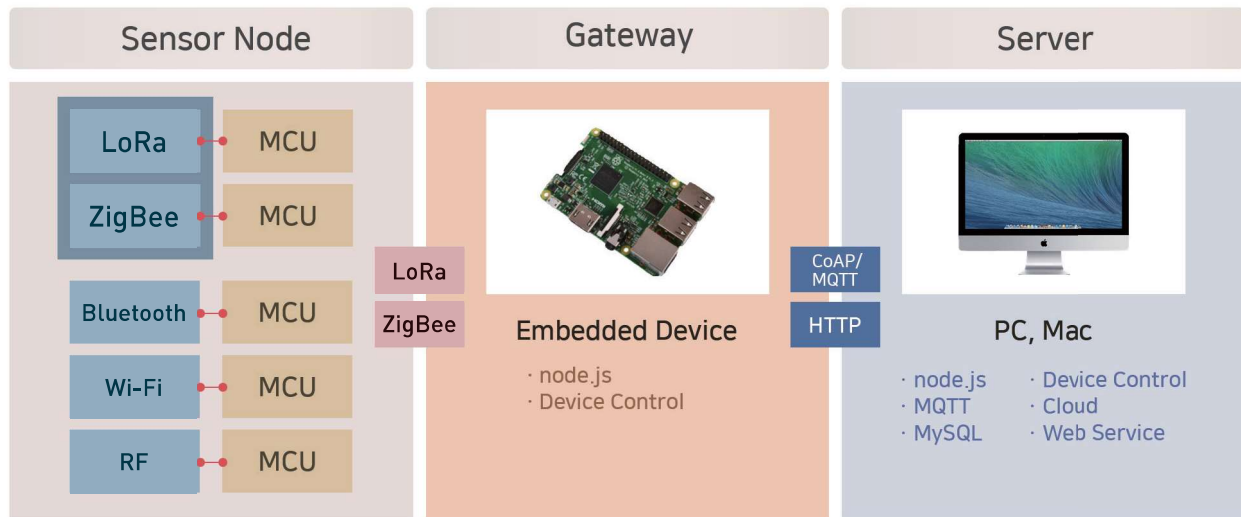 Sensor Node
LoRa
MCU
ZigBee
MCU
Bluetooth
MCU
Wi-Fi
MCU
RF
MCU
LoRa
ZigBee
Gateway
Embedded Device
· node.js
· Device Control
CoAP/
MQTT
HTTP
Server
PC, Mac
· node.js
· MQTT
· MySQL
· Device Control
· Cloud
· Web Service